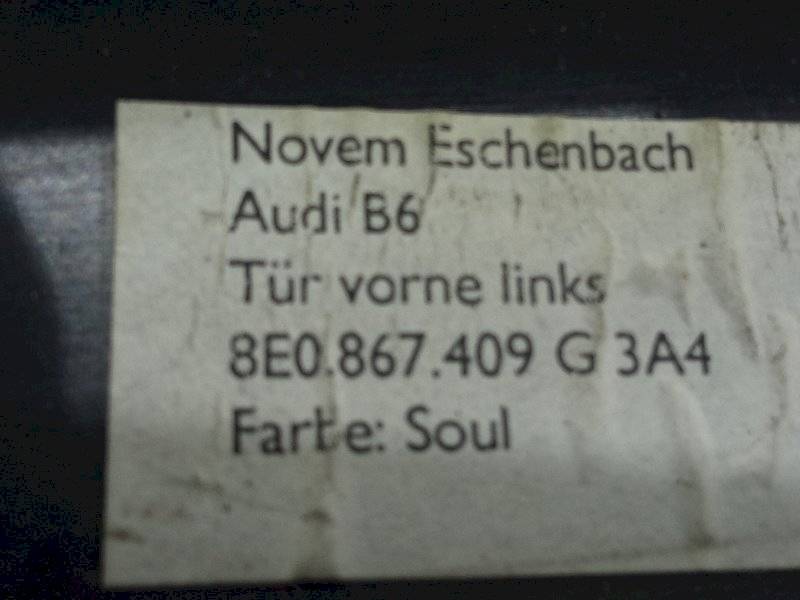 Novem Eschenbach
Audi B6
Tür vorne links
8E0.867.409 G 3A4
Farbe: Soul